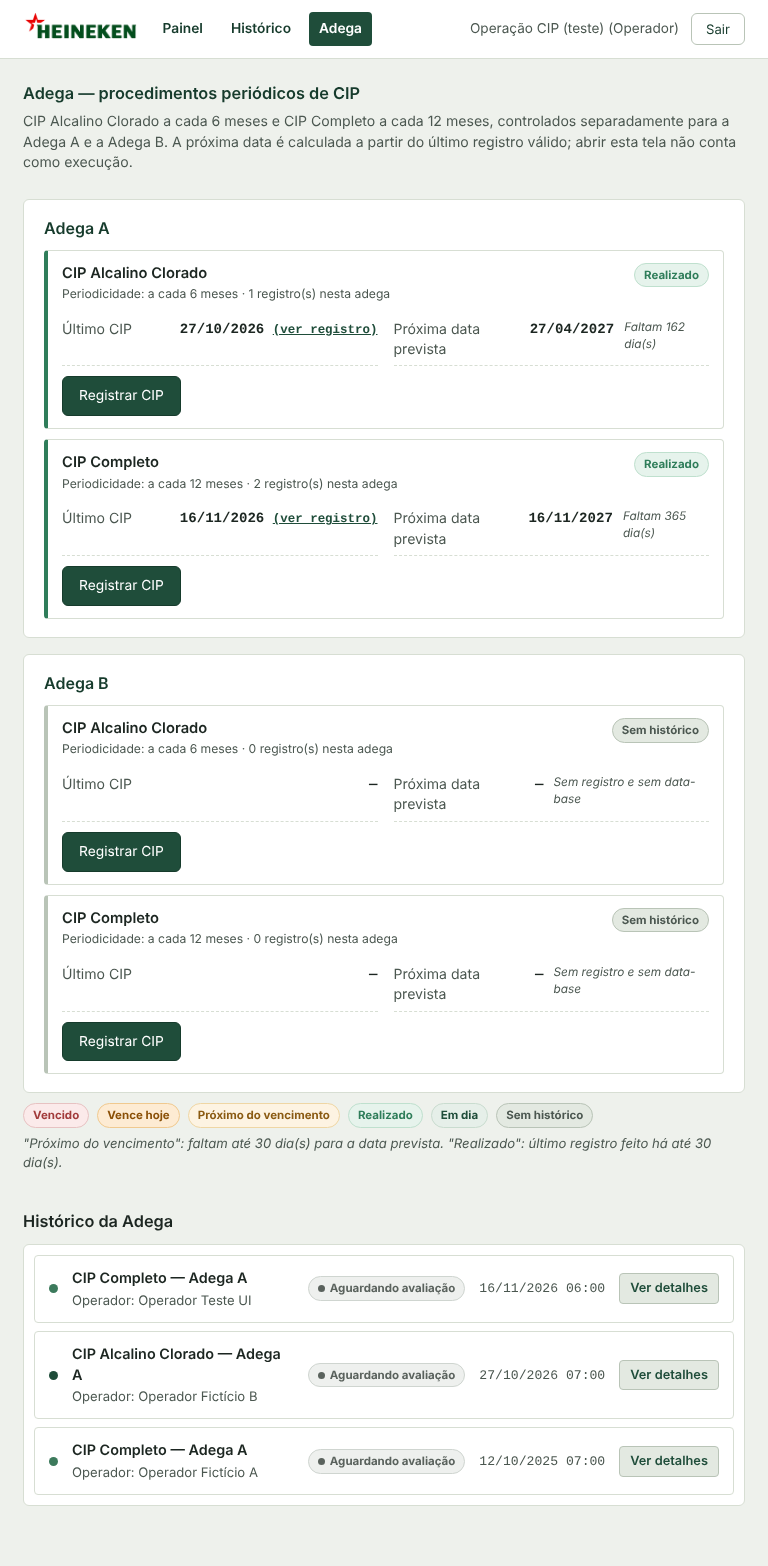 HEINEKEN Painel Histórico Adega Operação CIP (teste) (Operador) Sair
Adega — procedimentos periódicos de CIP
CIP Alcalino Clorado a cada 6 meses e CIP Completo a cada 12 meses, controlados separadamente para a
Adega A e a Adega B. A próxima data é calculada a partir do último registro válido; abrir esta tela não conta
como execução.
Adega A
CIP Alcalino Clorado Realizado
Periodicidade: a cada 6 meses · 1 registro(s) nesta adega
Último CIP 27/10/2026 (ver registro) Próxima data 27/04/2027 Faltam 162
prevista dia(s)
Registrar CIP
CIP Completo Realizado
Periodicidade: a cada 12 meses · 2 registro(s) nesta adega
Último CIP 16/11/2026 (ver registro) Próxima data 16/11/2027 Faltam 365
prevista dia(s)
Registrar CIP
Adega B
CIP Alcalino Clorado Sem histórico
Periodicidade: a cada 6 meses · 0 registro(s) nesta adega
Último CIP — Próxima data — Sem registro e sem data-
prevista base
Registrar CIP
CIP Completo Sem histórico
Periodicidade: a cada 12 meses · 0 registro(s) nesta adega
Último CIP — Próxima data — Sem registro e sem data-
prevista base
Registrar CIP
Vencido Vence hoje Próximo do vencimento Realizado Em dia Sem histórico
"Próximo do vencimento": faltam até 30 dia(s) para a data prevista. "Realizado": último registro feito há até 30
dia(s).
Histórico da Adega
CIP Completo — Adega A
Operador: Operador Teste UI
Aguardando avaliação 16/11/2026 06:00 Ver detalhes
CIP Alcalino Clorado — Adega
A
Operador: Operador Fictício B
Aguardando avaliação 27/10/2026 07:00 Ver detalhes
CIP Completo — Adega A
Operador: Operador Fictício A
Aguardando avaliação 12/10/2025 07:00 Ver detalhes